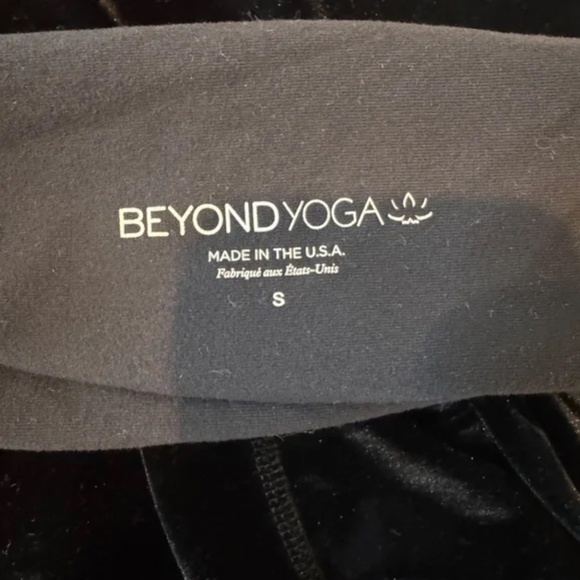 BEYOND YOGA
MADE IN THE U.S.A.
Fabriqué aux États-Unis
S